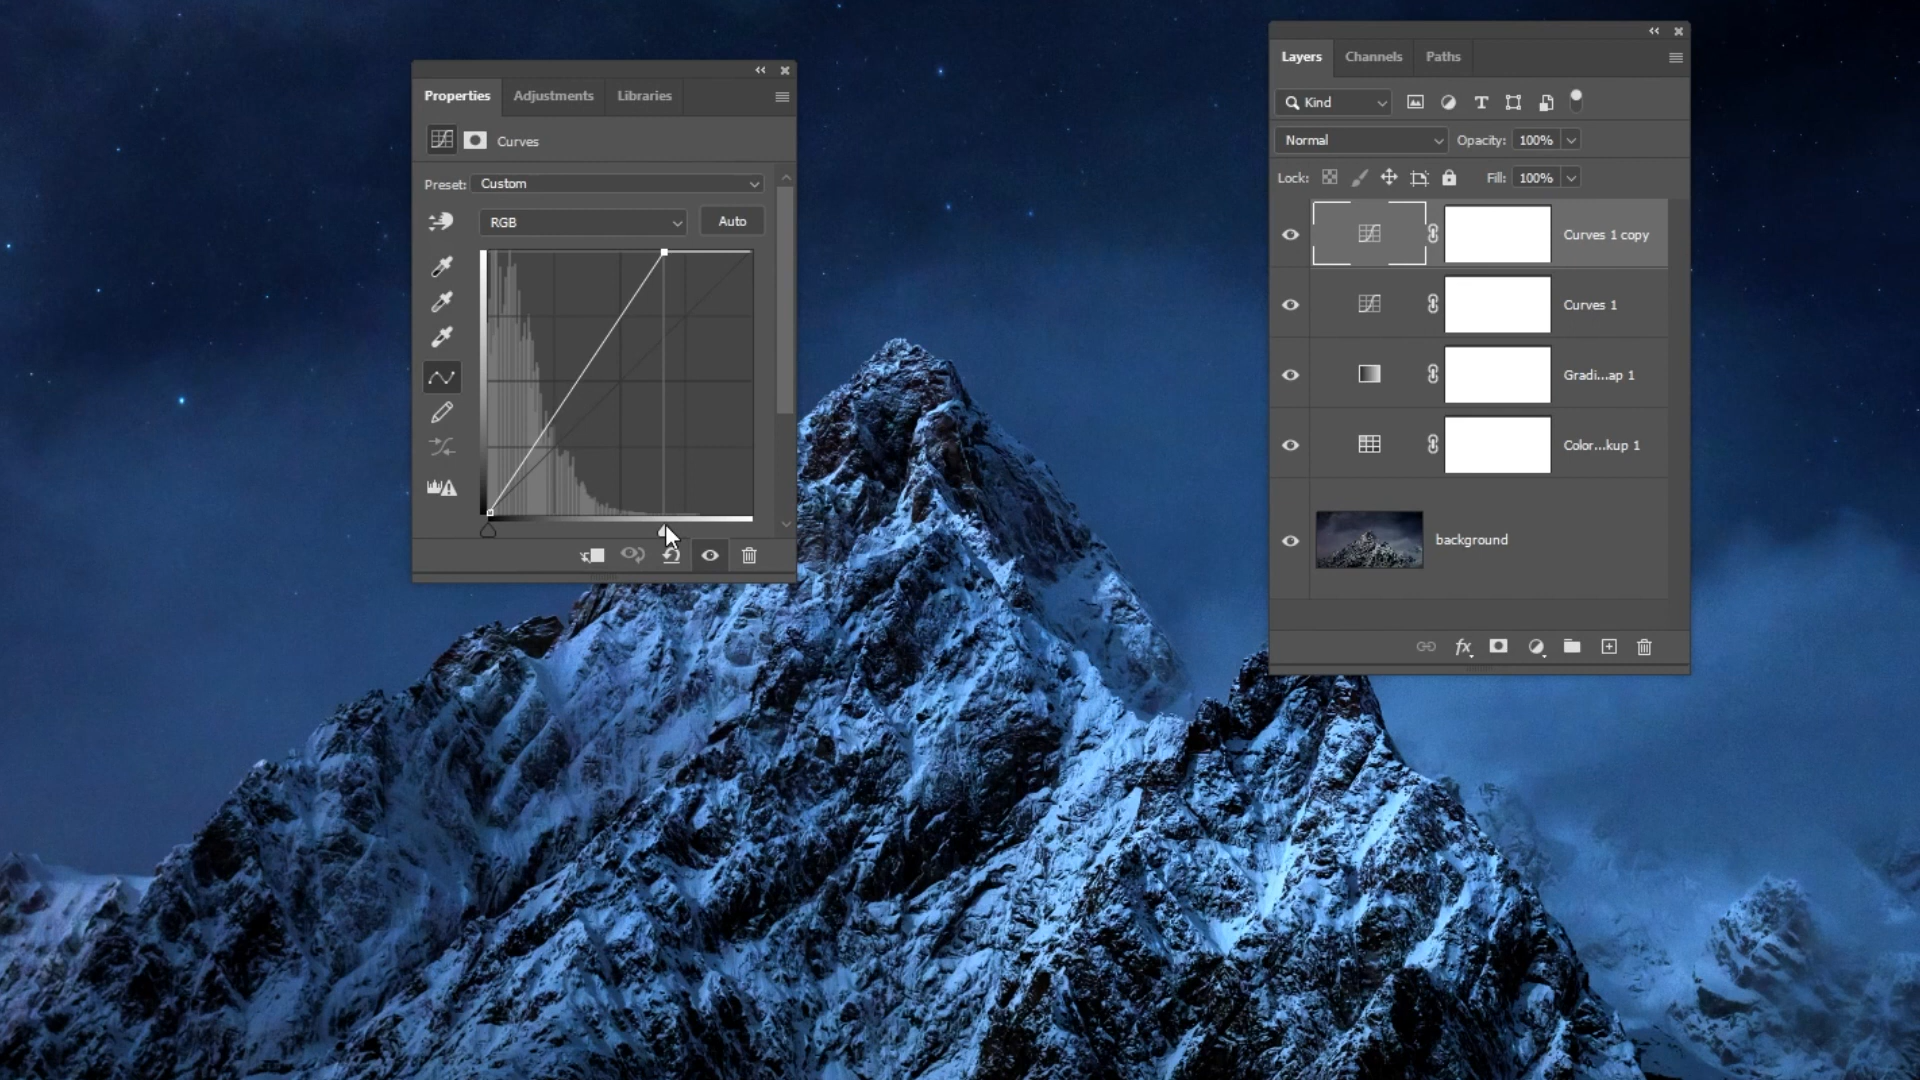 Properties Adjustments Libraries
Curves
Preset: Custom
RGB Auto
Layers Channels Paths
Kind
Normal Opacity: 100%
Lock: Fill: 100%
Curves 1 copy
Curves 1
Gradi...ap 1
Color...kup 1
background
fx